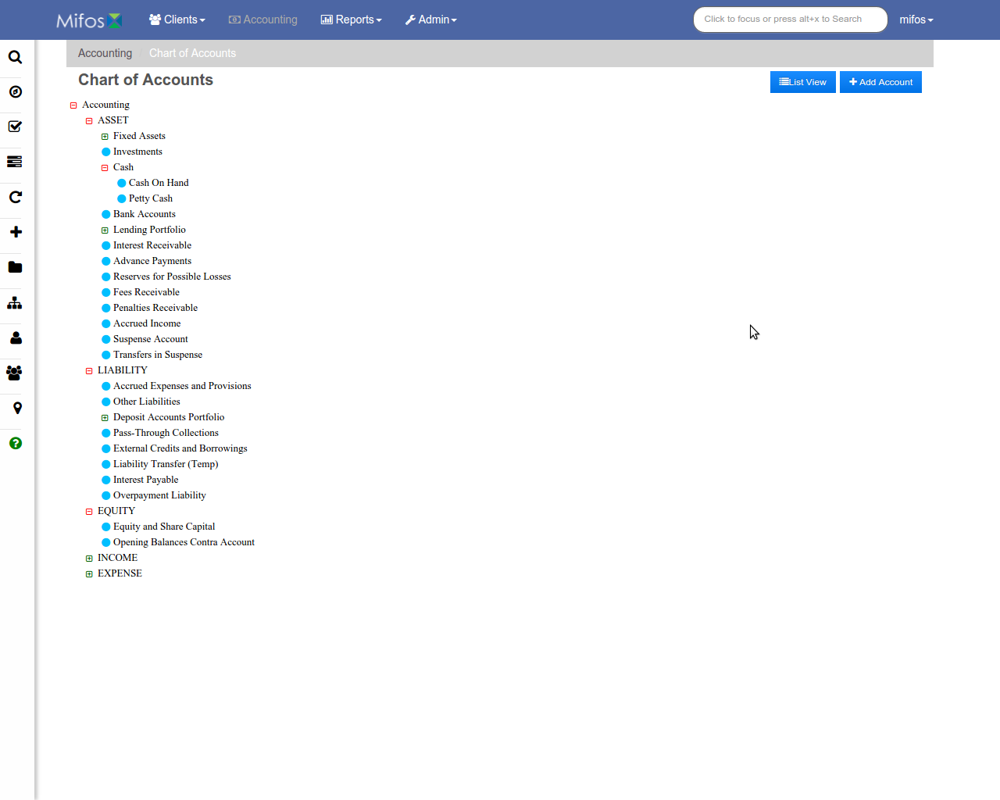 Mifos Clients Accounting Reports Admin Click to focus or press alt+x to Search mifos
Accounting / Chart of Accounts
Chart of Accounts List View Add Account
Accounting
ASSET
Fixed Assets
Investments
Cash
Cash On Hand
Petty Cash
Bank Accounts
Lending Portfolio
Interest Receivable
Advance Payments
Reserves for Possible Losses
Fees Receivable
Penalties Receivable
Accrued Income
Suspense Account
Transfers in Suspense
LIABILITY
Accrued Expenses and Provisions
Other Liabilities
Deposit Accounts Portfolio
Pass-Through Collections
External Credits and Borrowings
Liability Transfer (Temp)
Interest Payable
Overpayment Liability
EQUITY
Equity and Share Capital
Opening Balances Contra Account
INCOME
EXPENSE